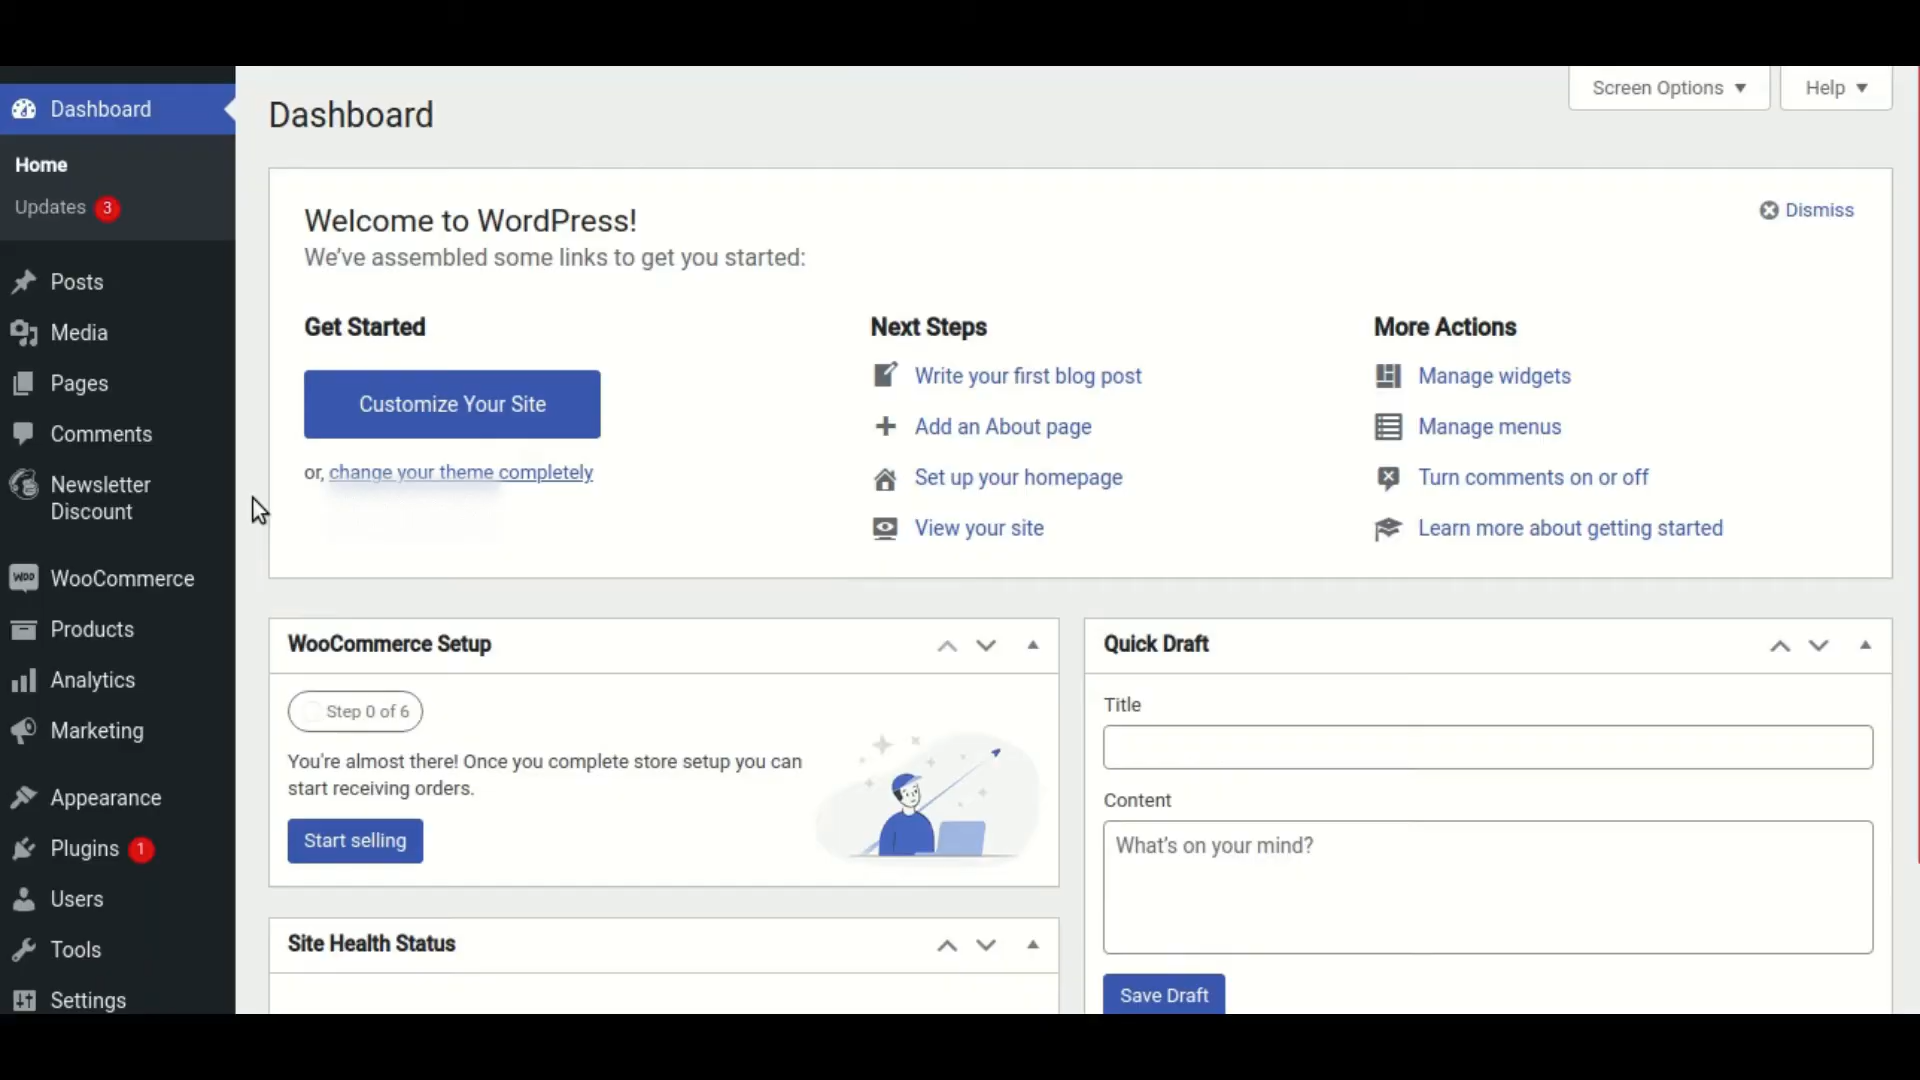 Dashboard
Home
Updates 3
Posts
Media
Pages
Comments
Newsletter
Discount
WOO WooCommerce
Products
Analytics
Marketing
Appearance
Plugins 1
Users
Tools
Settings
Screen Options
Help
Dashboard
Welcome to WordPress!
Dismiss
We've assembled some links to get you started:
Get Started
Customize Your Site
or, change your theme completely
Next Steps
Write your first blog post
Add an About page
Set up your homepage
View your site
More Actions
Manage widgets
Manage menus
Turn comments on or off
Learn more about getting started
WooCommerce Setup
Step 0 of 6
You're almost there! Once you complete store setup you can
start receiving orders.
Start selling
Site Health Status
Quick Draft
Title
Content
What's on your mind?
Save Draft